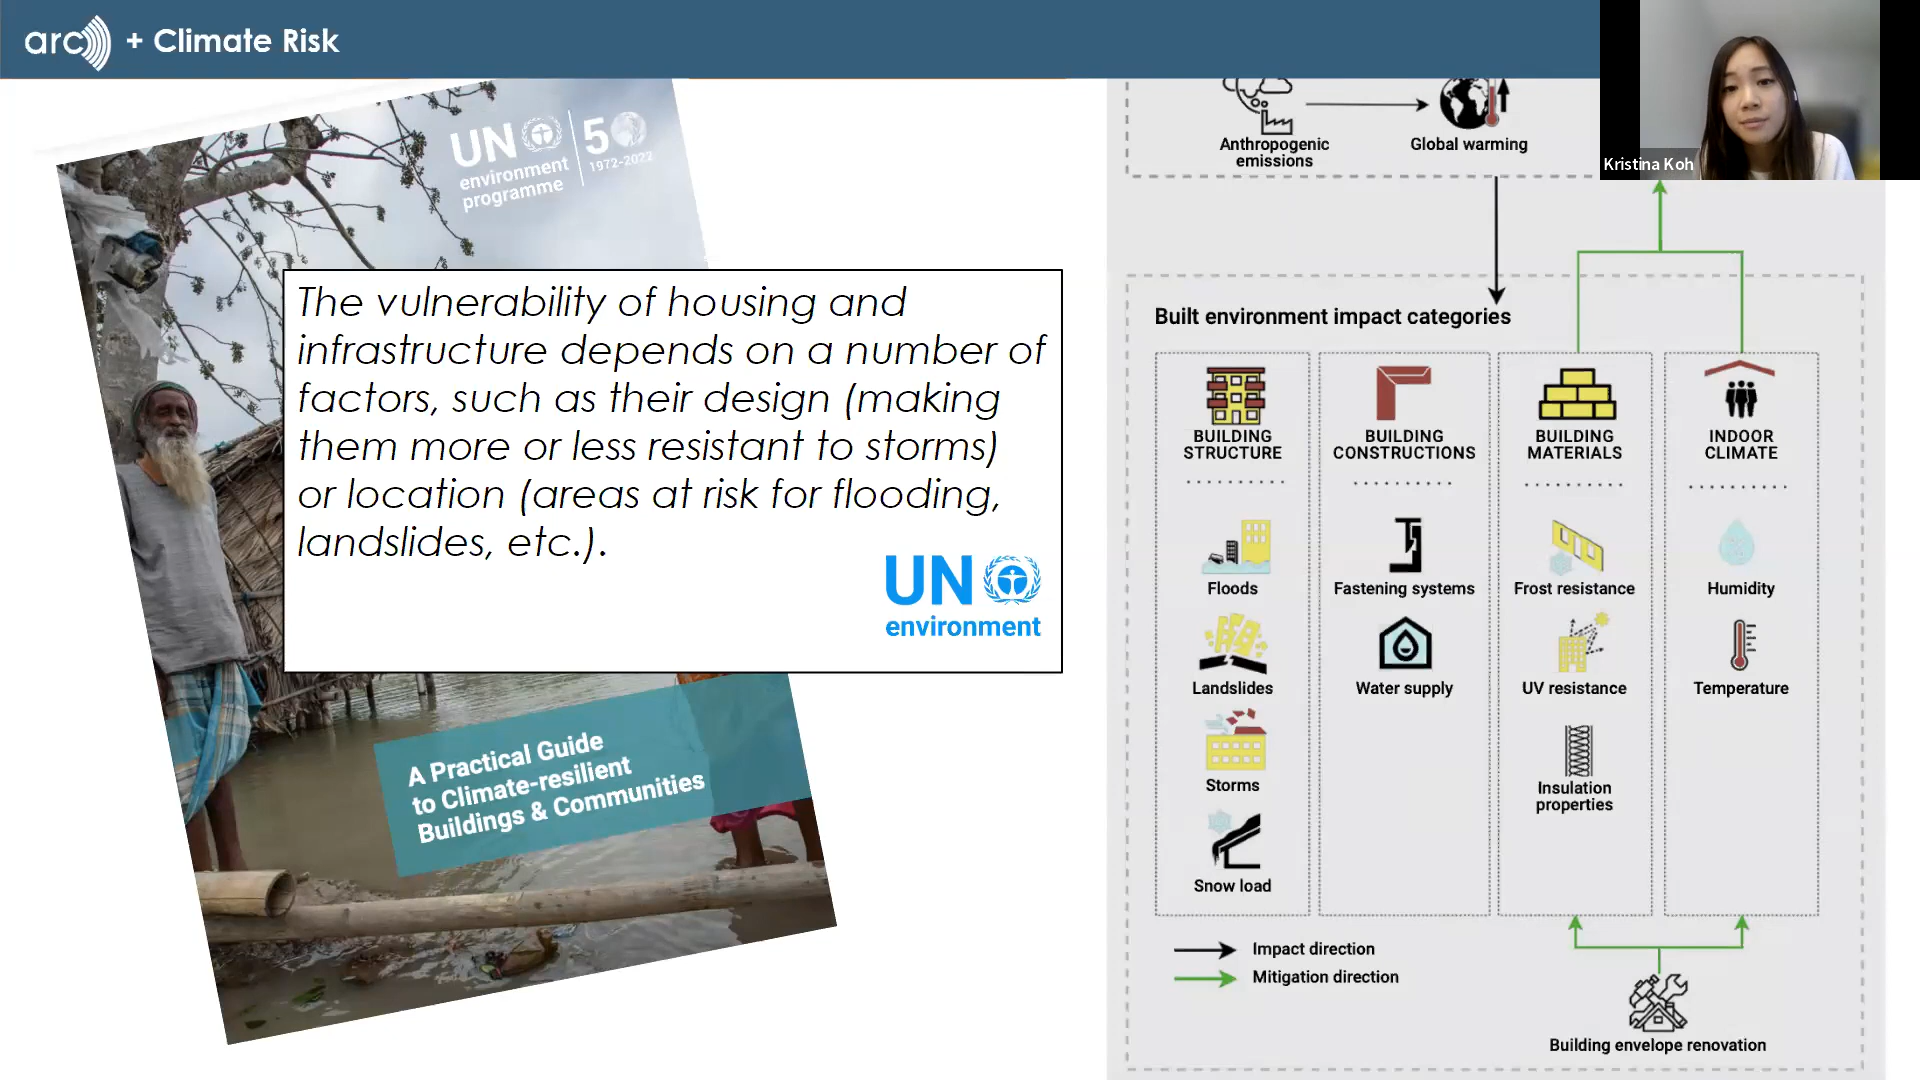 arc + Climate Risk
UN
environment
programme
50
1972-2022
The vulnerability of housing and
infrastructure depends on a number of
factors, such as their design (making
them more or less resistant to storms)
or location (areas at risk for flooding,
landslides, etc.).
UN
environment
A Practical Guide
to Climate-resilient
Buildings & Communities
Anthropogenic
emissions
Global warming
Kristina Koh
Built environment impact categories
BUILDING
STRUCTURE
Floods
Landslides
Storms
Snow load
BUILDING
CONSTRUCTIONS
Fastening systems
Water supply
BUILDING
MATERIALS
Frost resistance
UV resistance
Insulation
properties
INDOOR
CLIMATE
Humidity
Temperature
Impact direction
Mitigation direction
Building envelope renovation